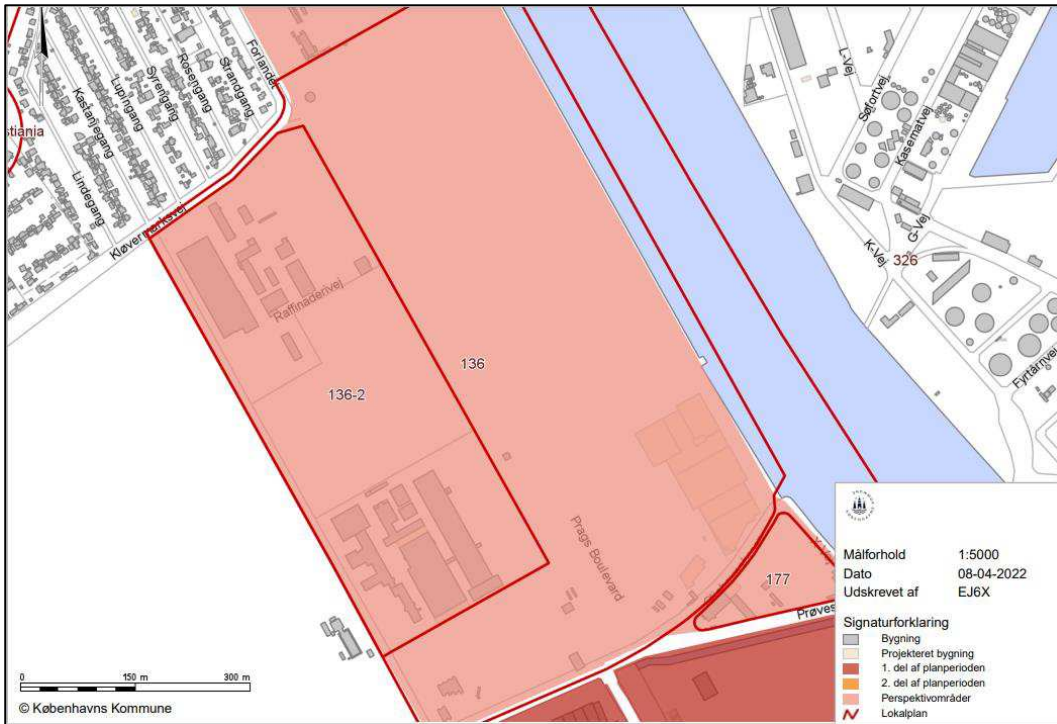 Forlandet
Strandgang
Rosengang
Syrengang
Lupingang
Kastanjegang
Lindegang
stiania
Kløvermarksvej
Raffinaderivej
136
136-2
Prags Boulevard
177
Prøves
L-Vej
Søfortvej
Kasematvej
G-Vej
K-Vej
326
Fyrtårnvej
Målforhold 1:5000
Dato 08-04-2022
Udskrevet af EJ6X
Signaturforklaring
Bygning
Projekteret bygning
1. del af planperioden
2. del af planperioden
Perspektivområder
Lokalplan
0 150 m 300 m
© Københavns Kommune